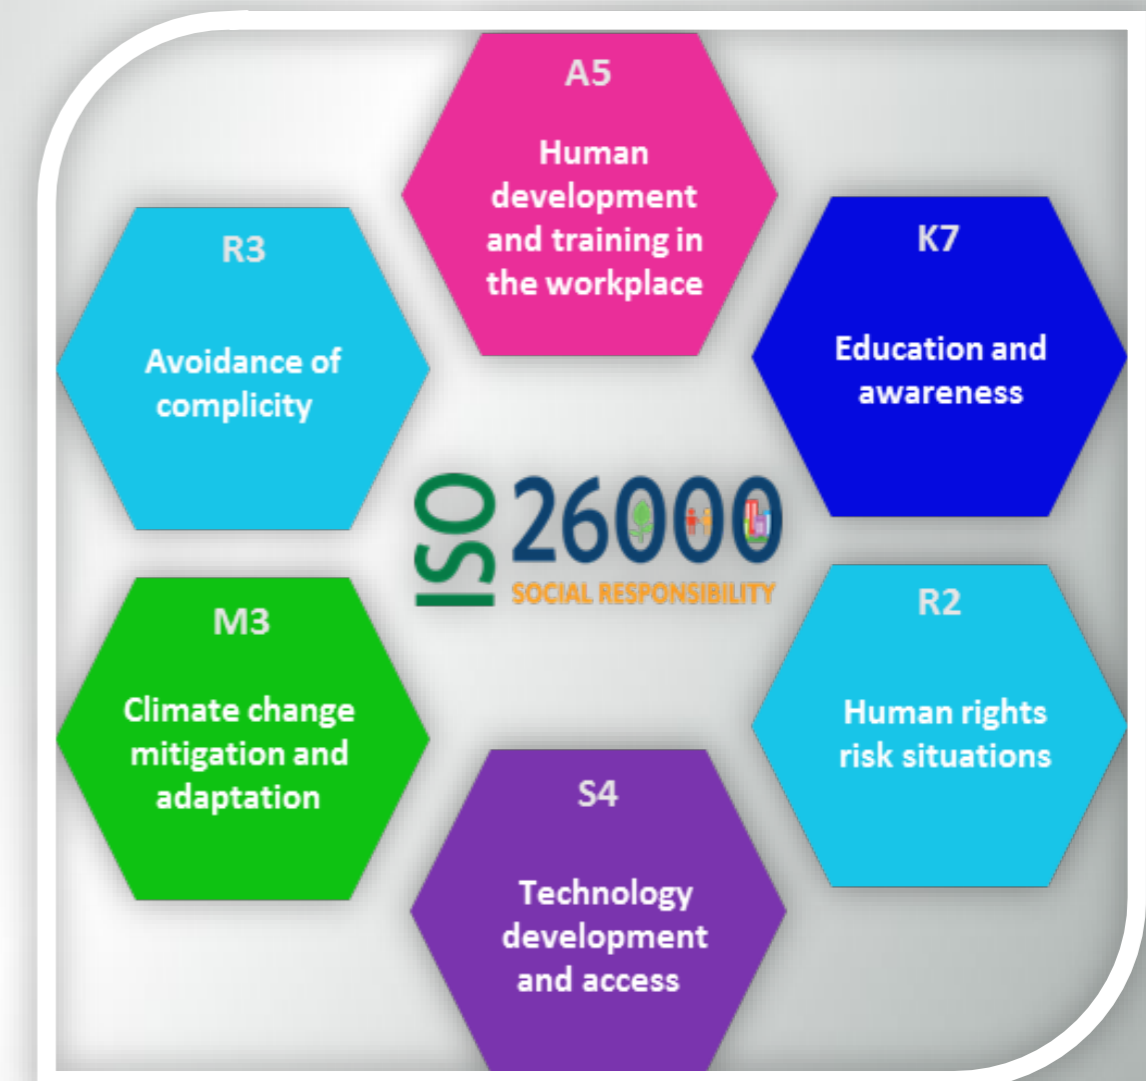 A5
Human
development
and training in
the workplace
K7
Education and
awareness
R3
Avoidance of
complicity
ISO 26000
SOCIAL RESPONSIBILITY
R2
Human rights
risk situations
M3
Climate change
mitigation and
adaptation
S4
Technology
development
and access